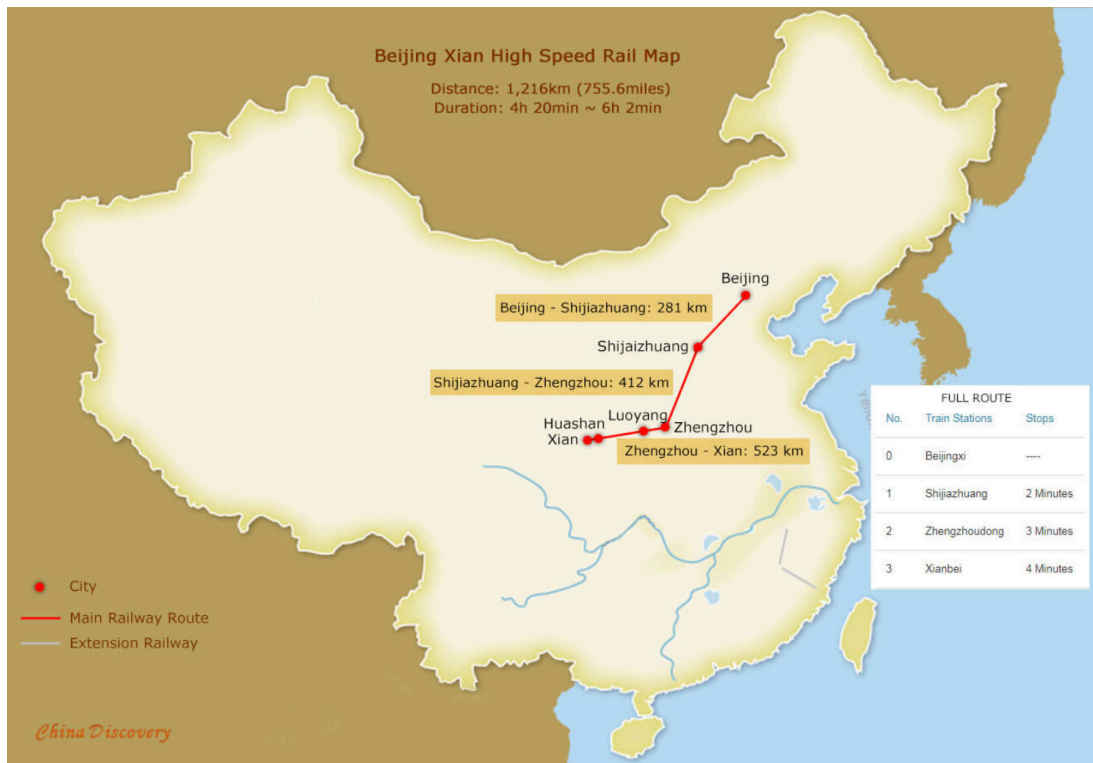 Beijing Xian High Speed Rail Map
Distance: 1,216km (755.6miles)
Duration: 4h 20min ~ 6h 2min
Beijing
Beijing - Shijiazhuang: 281 km
Shijaizhuang
Shijiazhuang - Zhengzhou: 412 km
Luoyang
Huashan
Zhengzhou
Xian
Zhengzhou - Xian: 523 km
FULL ROUTE
No. Train Stations Stops
0 Beijingxi ----
1 Shijiazhuang 2 Minutes
2 Zhengzhoudong 3 Minutes
3 Xianbei 4 Minutes
City
Main Railway Route
Extension Railway
China Discovery